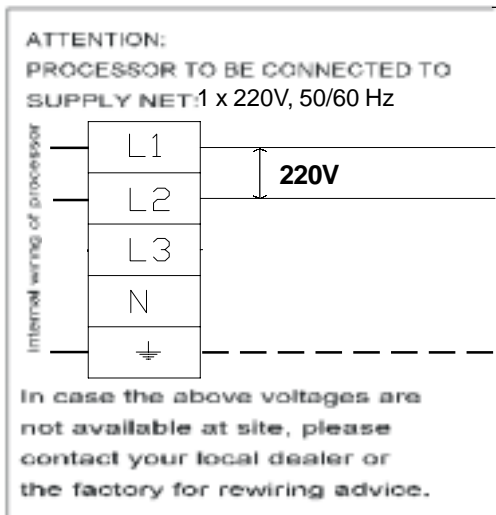 ATTENTION:
PROCESSOR TO BE CONNECTED TO
SUPPLY NET: 1 x 220V, 50/60 Hz
Internal wiring of processor
L1
220V
L2
L3
N
In case the above voltages are
not available at site, please
contact your local dealer or
the factory for rewiring advice.